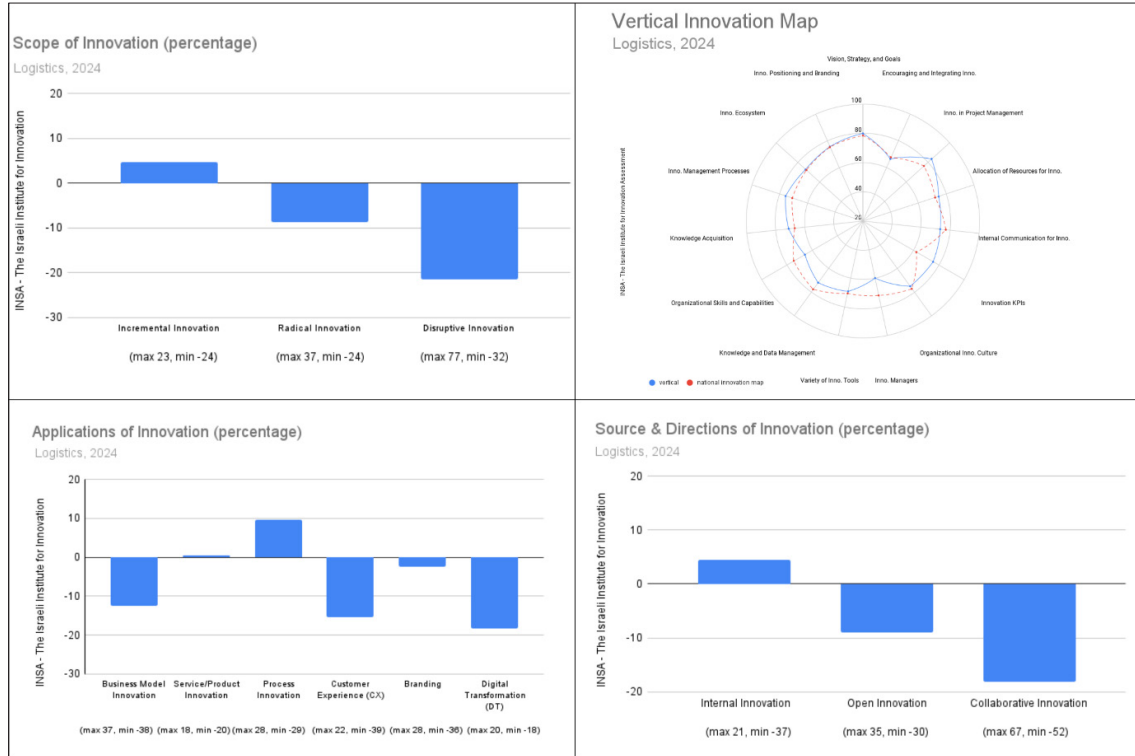 Scope of Innovation (percentage)
Logistics, 2024
INSA - The Israeli Institute for Innovation
20
10
0
-10
-20
-30
Incremental Innovation
Radical Innovation
Disruptive Innovation
(max 23, min -24)
(max 37, min -24)
(max 77, min -32)
Vertical Innovation Map
Logistics, 2024
INSA - The Israeli Institute for Innovation Assessment
Vision, Strategy, and Goals
Inno. Positioning and Branding
Encouraging and Integrating Inno.
Inno. Ecosystem
Inno. in Project Management
Inno. Management Processes
Allocation of Resources for Inno.
Knowledge Acquisition
Internal Communication for Inno.
Organizational Skills and Capabilities
Innovation KPIs
Knowledge and Data Management
Organizational Inno. Culture
Variety of Inno. Tools
Inno. Managers
100
80
60
40
20
vertical
national innovation map
Applications of Innovation (percentage)
Logistics, 2024
INSA - The Israeli Institute for Innovation
20
10
0
-10
-20
-30
Business Model Innovation
Service/Product Innovation
Process Innovation
Customer Experience (CX)
Branding
Digital Transformation (DT)
(max 37, min -38)
(max 18, min -20)
(max 28, min -29)
(max 22, min -39)
(max 28, min -36)
(max 20, min -18)
Source & Directions of Innovation (percentage)
Logistics, 2024
INSA - The Israeli Institute for Innovation
20
10
0
-10
-20
Internal Innovation
Open Innovation
Collaborative Innovation
(max 21, min -37)
(max 35, min -30)
(max 67, min -52)